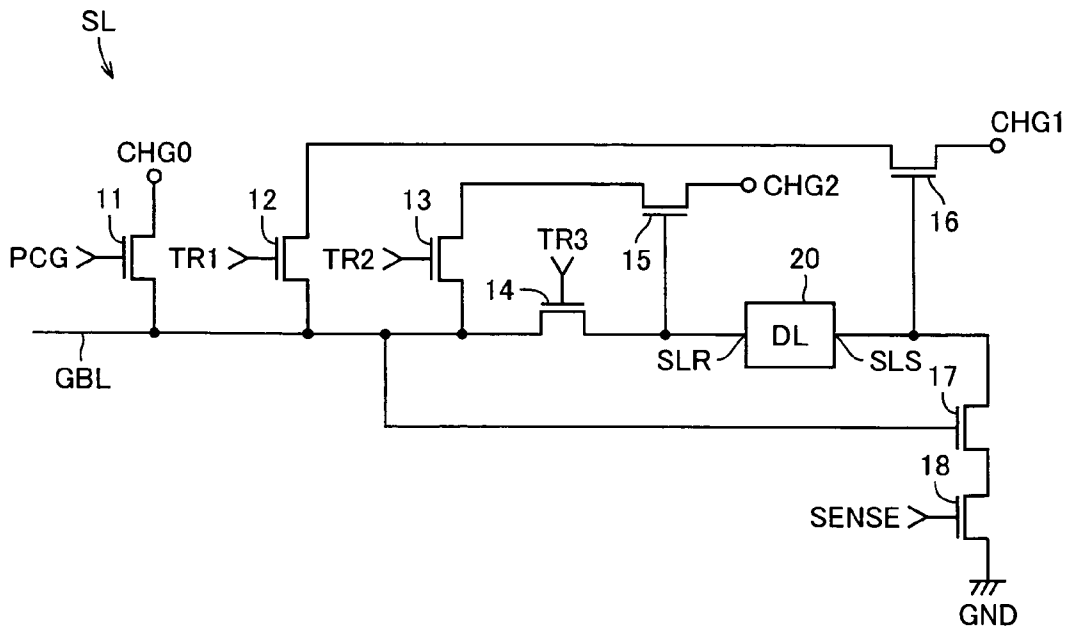 SL
CHG1
CHG0
CHG2
11
12
13
16
15
PCG
TR1
TR2
TR3
14
20
DL
SLR
SLS
GBL
17
18
SENSE
GND